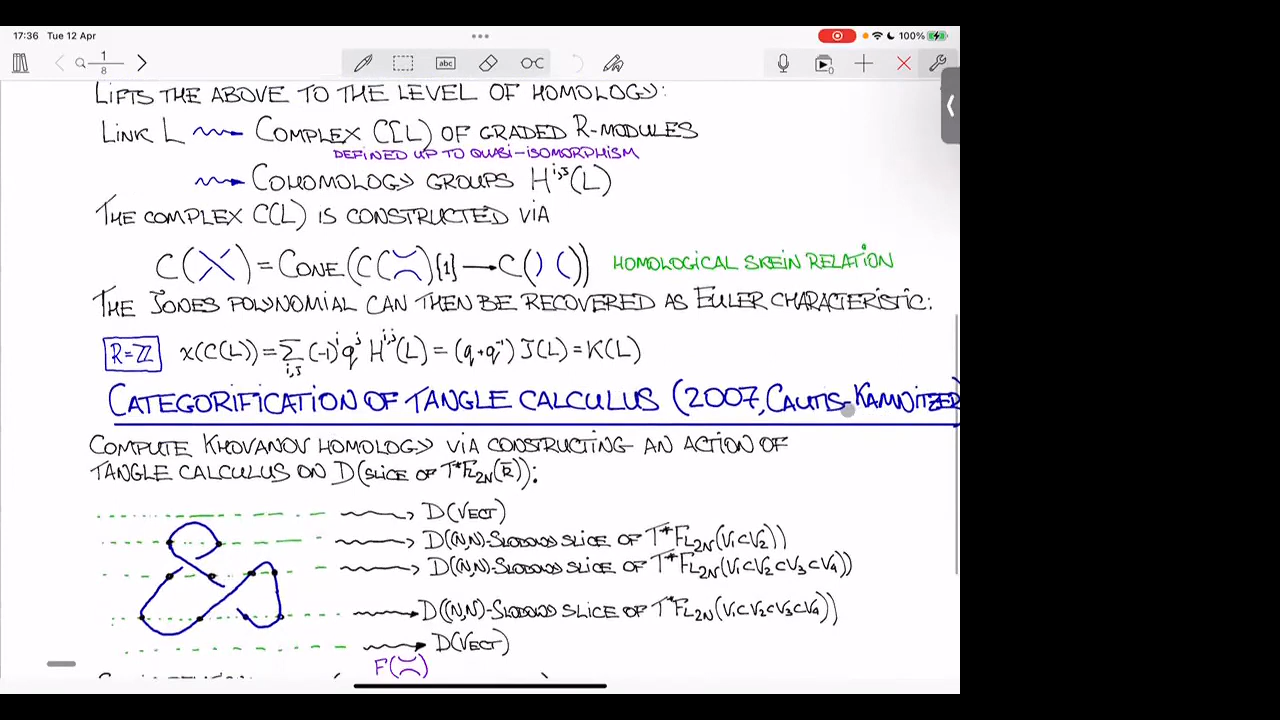 17:36 Tue 12 Apr
100%
1
8
abc
0
LIFTS THE ABOVE TO THE LEVEL OF HOMOLOGY:
LINK L ⇝ COMPLEX C(L) OF GRADED R-MODULES
DEFINED UP TO QUASI-ISOMORPHISM
⇝ COHOMOLOGY GROUPS H^{i,j}(L)
THE COMPLEX C(L) IS CONSTRUCTED VIA
C( ) = CONE(C( )[1] → C( )) HOMOLOGICAL SKEIN RELATION
THE JONES POLYNOMIAL CAN THEN BE RECOVERED AS EULER CHARACTERISTIC:
R=ℤ χ(C(L)) = Σ_{i,j} (-1)^i q^j H^{i,j}(L) = (q+q^{-1}) J(L) = K(L)
CATEGORIFICATION OF TANGLE CALCULUS (2007, CAUTIS-KAMNITZER)
COMPUTE KHOVANOV HOMOLOGY VIA CONSTRUCTING AN ACTION OF
TANGLE CALCULUS ON D(SLICE OF T*FL_{2N}(k̄)):
⇝ D(VECT)
⇝ D((N,N)-SLODOWY SLICE OF T*FL_{2N}(V₁⊂V₂))
⇝ D((N,N)-SLODOWY SLICE OF T*FL_{2N}(V₁⊂V₂⊂V₃⊂V₄))
⇝ D((N,N)-SLODOWY SLICE OF T*FL_{2N}(V₁⊂V₂⊂V₃⊂V₄))
⇝ D(VECT)
F( )